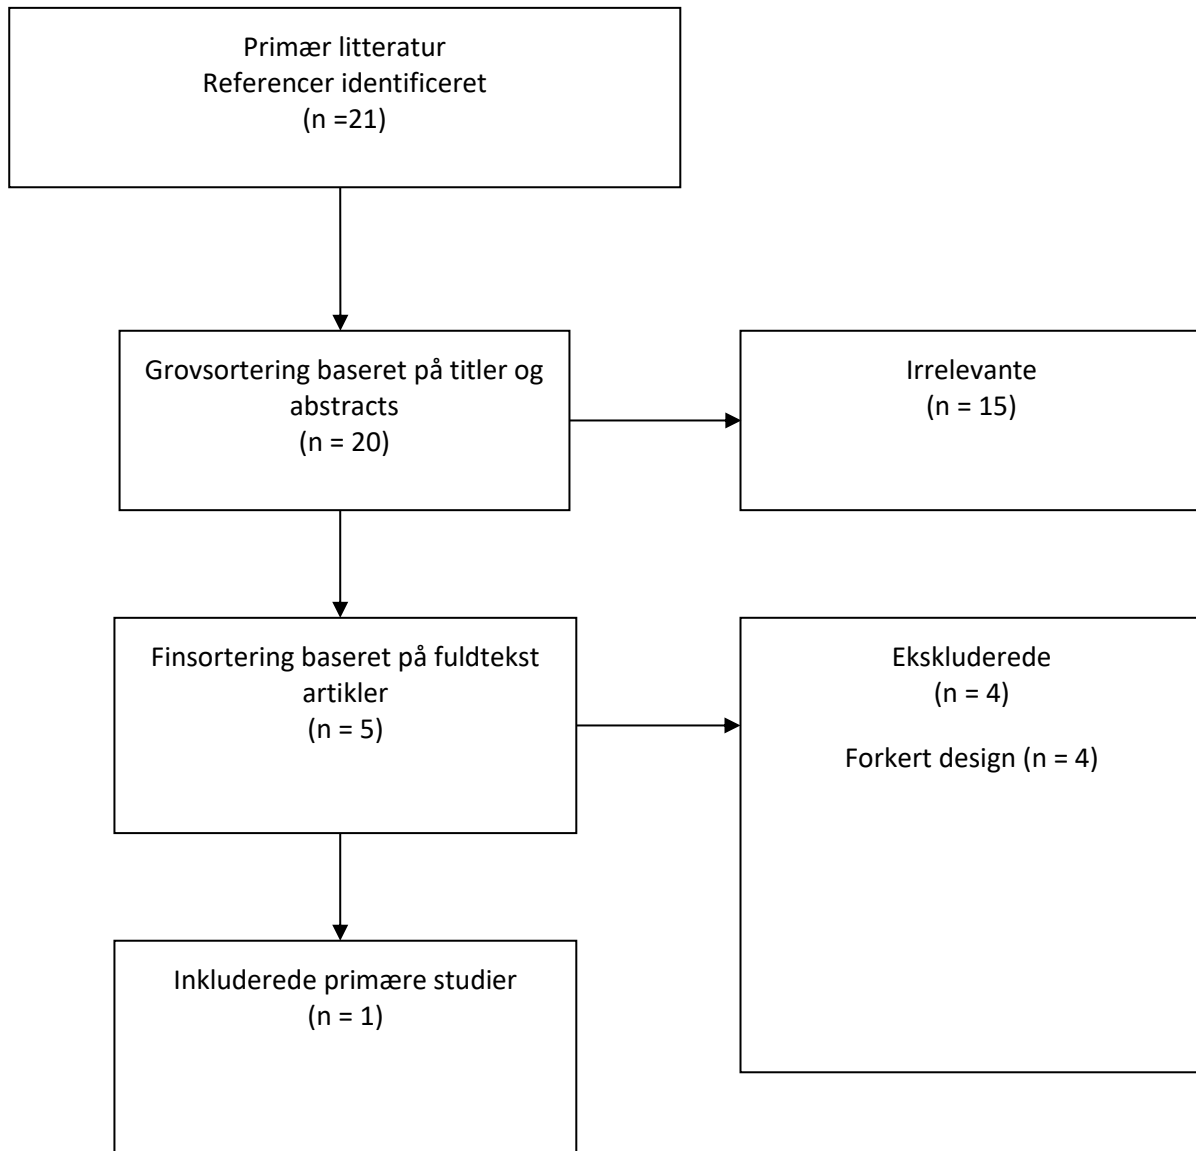 Primær litteratur
Referencer identificeret
(n =21)
Grovsortering baseret på titler og
abstracts
(n = 20)
Irrelevante
(n = 15)
Finsortering baseret på fuldtekst
artikler
(n = 5)
Ekskluderede
(n = 4)
Forkert design (n = 4)
Inkluderede primære studier
(n = 1)